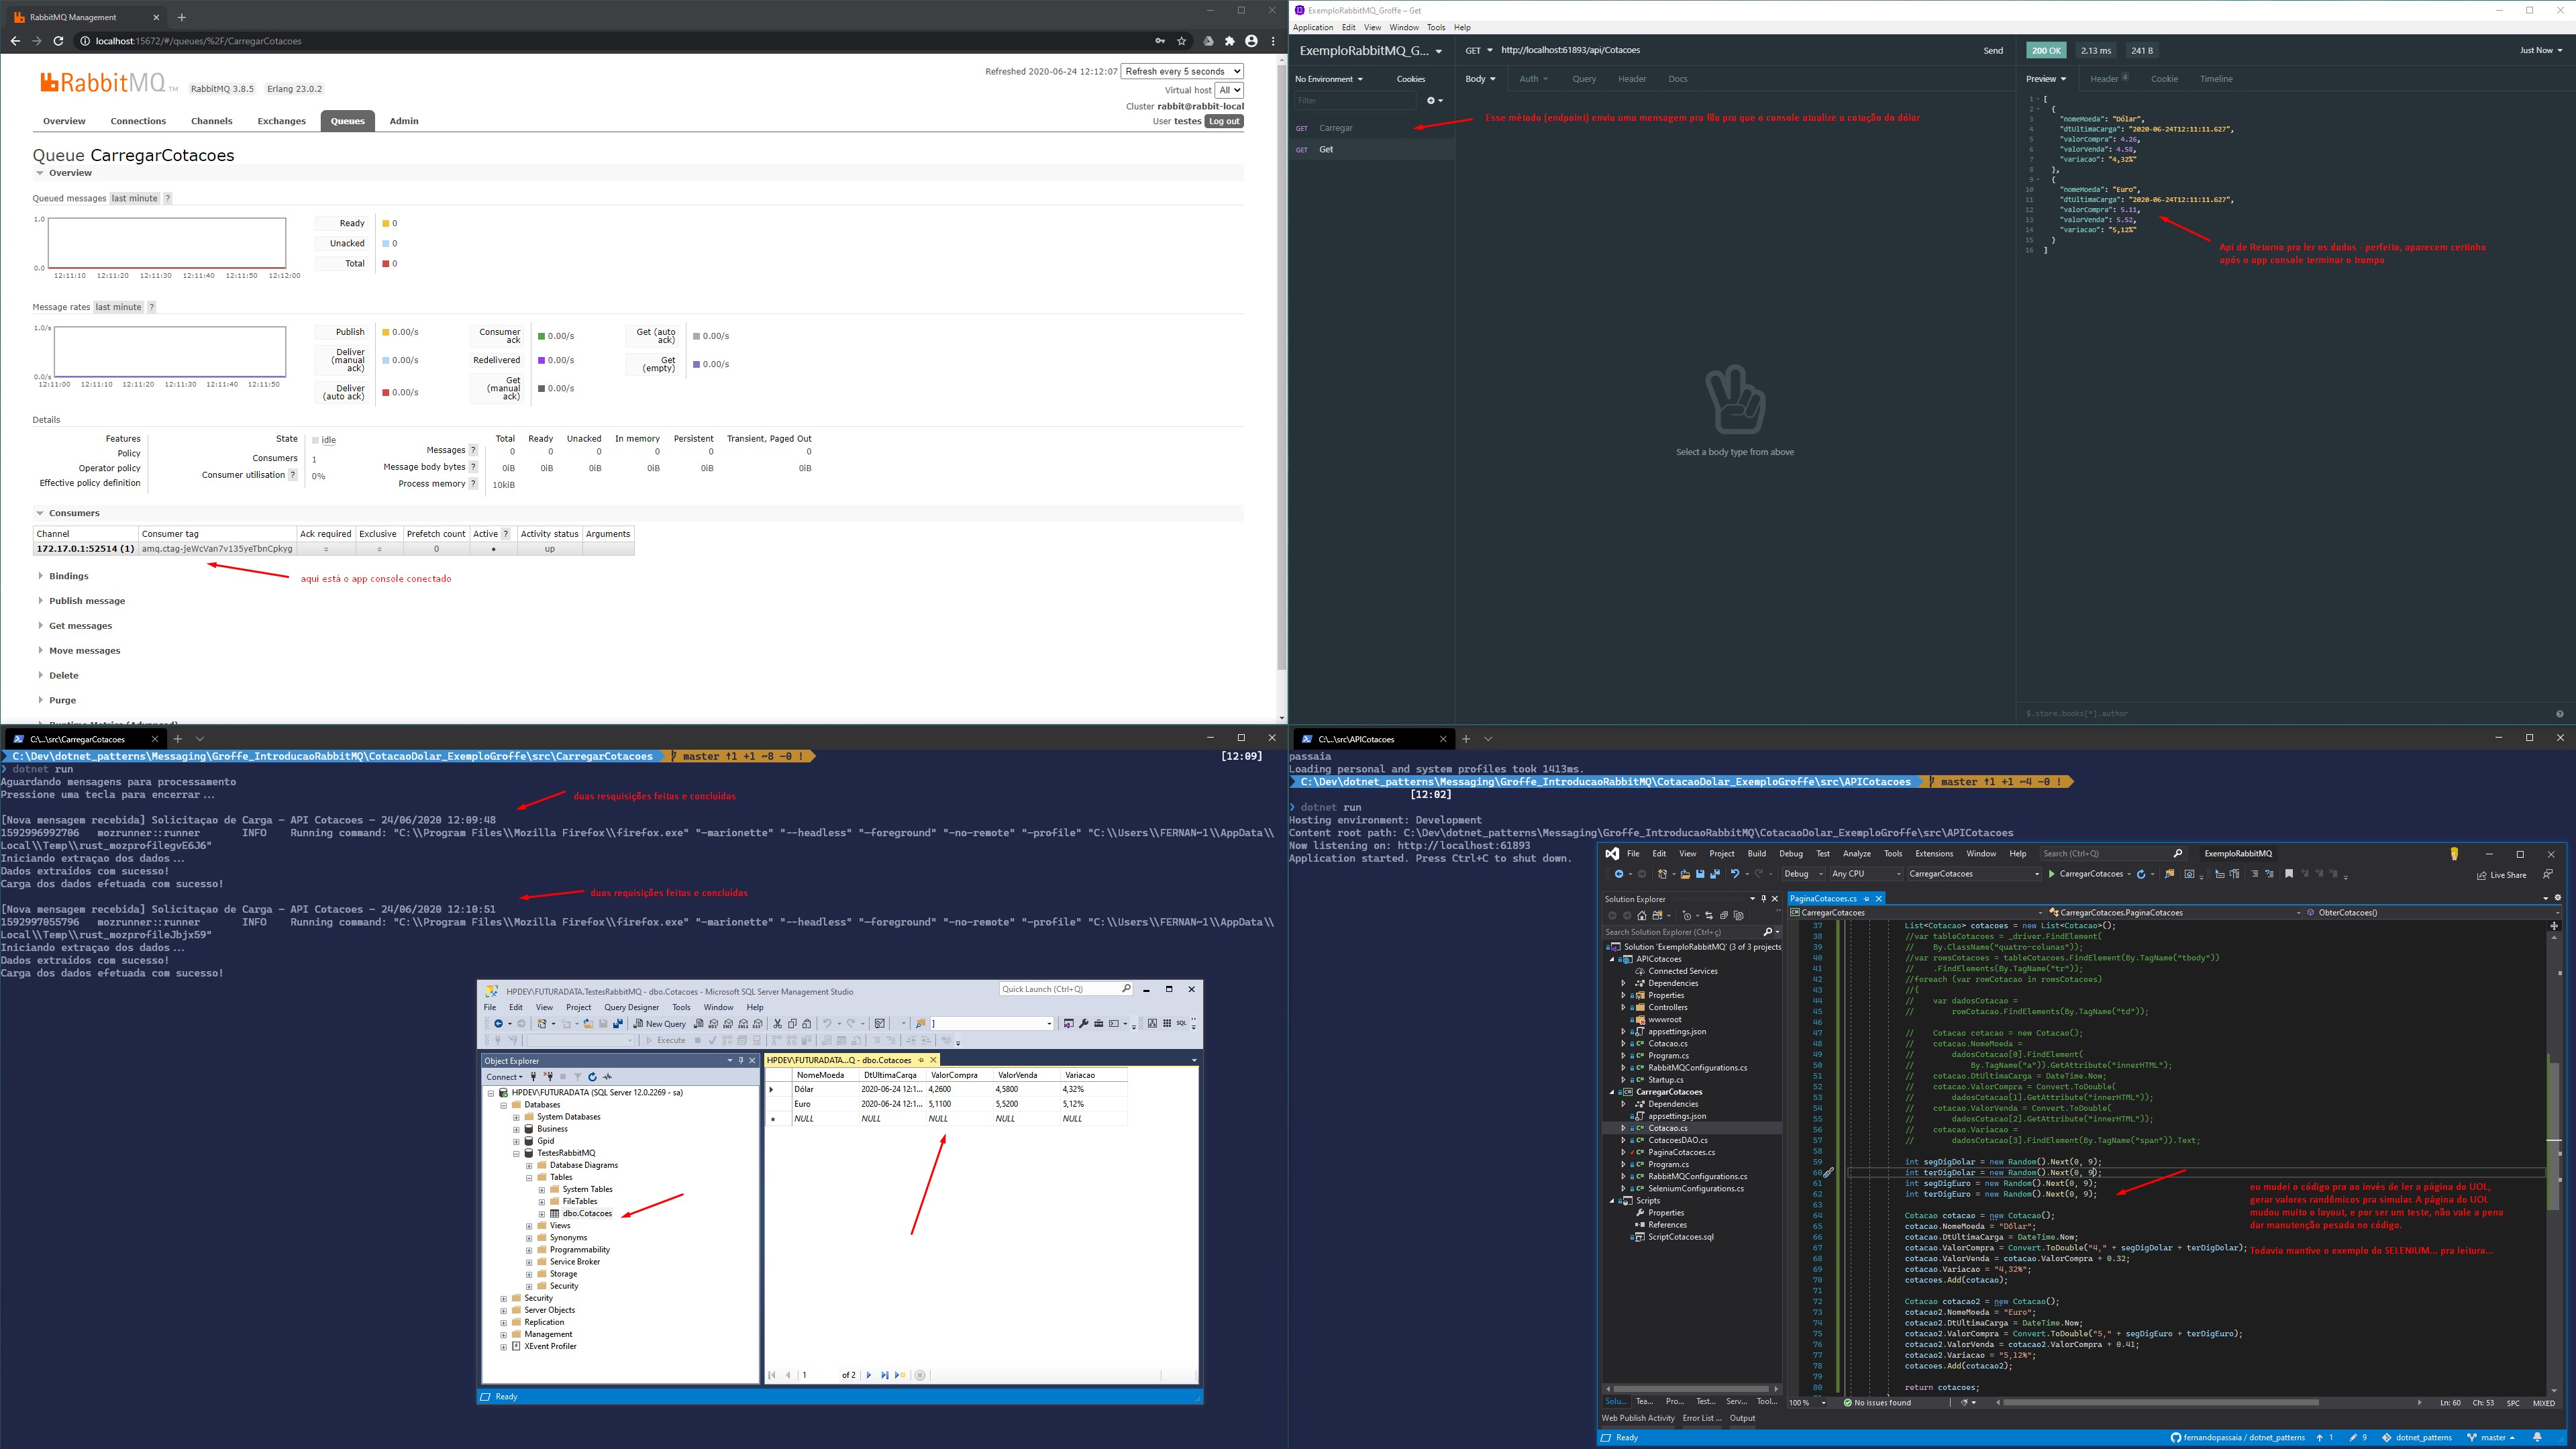 RabbitMQ Management
localhost:15672/#/queues/%2F/CarregarCotacoes
RabbitMQ TM RabbitMQ 3.8.5 Erlang 23.0.2
Refreshed 2020-06-24 12:12:07 Refresh every 5 seconds
Virtual host All
Cluster rabbit@rabbit-local
User testes Log out
Overview Connections Channels Exchanges Queues Admin
Queue CarregarCotacoes
Overview
Queued messages last minute ?
1.0
0.0
12:11:10 12:11:20 12:11:30 12:11:40 12:11:50 12:12:00
Ready 0
Unacked 0
Total 0
Message rates last minute ?
1.0/s
0.0/s
12:11:00 12:11:10 12:11:20 12:11:30 12:11:40 12:11:50
Publish 0.00/s
Deliver (manual ack) 0.00/s
Deliver (auto ack) 0.00/s
Consumer ack 0.00/s
Redelivered 0.00/s
Get (manual ack) 0.00/s
Get (auto ack) 0.00/s
Get (empty) 0.00/s
Details
Features
Policy
Operator policy
Effective policy definition
State idle
Consumers 1
Consumer utilisation ? 0%
Total Ready Unacked In memory Persistent Transient, Paged Out
Messages ? 0 0 0 0 0 0
Message body bytes ? 0iB 0iB 0iB 0iB 0iB 0iB
Process memory ? 10kiB
Consumers
Channel Consumer tag Ack required Exclusive Prefetch count Active ? Activity status Arguments
172.17.0.1:52514 (1) amq.ctag-jeWcVan7v135yeTbnCpkyg ○ ○ 0 ● up
aqui está o app console conectado
Bindings
Publish message
Get messages
Move messages
Delete
Purge
Runtime Metrics (Advanced)
ExemploRabbitMQ_Groffe – Get
Application Edit View Window Tools Help
ExemploRabbitMQ_G...
GET http://localhost:61893/api/Cotacoes Send
200 OK 2.13 ms 241 B Just Now
No Environment Cookies
Body Auth Query Header Docs
Preview Header 4 Cookie Timeline
Filter
GET Carregar
GET Get
Esse método (endpoint) envia uma mensagem pra fila pra que o console atualize a cotação do dólar
Select a body type from above
1 [
2 {
3 "nomeMoeda": "Dólar",
4 "dtUltimaCarga": "2020-06-24T12:11:11.627",
5 "valorCompra": 4.26,
6 "valorVenda": 4.58,
7 "variacao": "4,32%"
8 },
9 {
10 "nomeMoeda": "Euro",
11 "dtUltimaCarga": "2020-06-24T12:11:11.627",
12 "valorCompra": 5.11,
13 "valorVenda": 5.52,
14 "variacao": "5,12%"
15 }
16 ]
Api de Retorno pra ler os dados - perfeito, aparecem certinho
após o app console terminar o trampo
$.store.books[*].author
C:\...\src\CarregarCotacoes
C:\Dev\dotnet_patterns\Messaging\Groffe_IntroducaoRabbitMQ\CotacaoDolar_ExemploGroffe\src\CarregarCotacoes master ↑1 +1 ~8 -0 ! [12:09]
❯ dotnet run
Aguardando mensagens para processamento
Pressione uma tecla para encerrar...
duas resquisições feitas e concluídas
[Nova mensagem recebida] Solicitaçao de Carga - API Cotacoes - 24/06/2020 12:09:48
1592996992706 mozrunner::runner INFO Running command: "C:\\Program Files\\Mozilla Firefox\\firefox.exe" "-marionette" "--headless" "-foreground" "-no-remote" "-profile" "C:\\Users\\FERNAN~1\\AppData\\
Local\\Temp\\rust_mozprofilegvE6J6"
Iniciando extraçao dos dados...
Dados extraídos com sucesso!
Carga dos dados efetuada com sucesso!
duas requisições feitas e concluídas
[Nova mensagem recebida] Solicitaçao de Carga - API Cotacoes - 24/06/2020 12:10:51
1592997055796 mozrunner::runner INFO Running command: "C:\\Program Files\\Mozilla Firefox\\firefox.exe" "-marionette" "--headless" "-foreground" "-no-remote" "-profile" "C:\\Users\\FERNAN~1\\AppData\\
Local\\Temp\\rust_mozprofileJbjx59"
Iniciando extraçao dos dados...
Dados extraídos com sucesso!
Carga dos dados efetuada com sucesso!
HPDEV\FUTURADATA.TestesRabbitMQ - dbo.Cotacoes - Microsoft SQL Server Management Studio
Quick Launch (Ctrl+Q)
File Edit View Project Query Designer Tools Window Help
New Query
Execute
Object Explorer
Connect
HPDEV\FUTURADATA (SQL Server 12.0.2269 - sa)
Databases
System Databases
Business
Gpid
TestesRabbitMQ
Database Diagrams
Tables
System Tables
FileTables
dbo.Cotacoes
Views
Synonyms
Programmability
Service Broker
Storage
Security
Security
Server Objects
Replication
Management
XEvent Profiler
HPDEV\FUTURADATA...Q - dbo.Cotacoes
NomeMoeda DtUltimaCarga ValorCompra ValorVenda Variacao
Dólar 2020-06-24 12:1... 4,2600 4,5800 4,32%
Euro 2020-06-24 12:1... 5,1100 5,5200 5,12%
NULL NULL NULL NULL NULL
1 of 2
Ready
C:\...\src\APICotacoes
passaia
Loading personal and system profiles took 1413ms.
C:\Dev\dotnet_patterns\Messaging\Groffe_IntroducaoRabbitMQ\CotacaoDolar_ExemploGroffe\src\APICotacoes master ↑1 +1 ~4 -0 !
[12:02]
❯ dotnet run
Hosting environment: Development
Content root path: C:\Dev\dotnet_patterns\Messaging\Groffe_IntroducaoRabbitMQ\CotacaoDolar_ExemploGroffe\src\APICotacoes
Now listening on: http://localhost:61893
Application started. Press Ctrl+C to shut down.
File Edit View Project Build Debug Test Analyze Tools Extensions Window Help Search (Ctrl+Q) ExemploRabbitMQ
Debug Any CPU CarregarCotacoes CarregarCotacoes Live Share
Solution Explorer
Search Solution Explorer (Ctrl+ç)
Solution 'ExemploRabbitMQ' (3 of 3 projects
APICotacoes
Connected Services
Dependencies
Properties
Controllers
wwwroot
appsettings.json
Cotacao.cs
Program.cs
RabbitMQConfigurations.cs
Startup.cs
CarregarCotacoes
Dependencies
appsettings.json
Cotacao.cs
CotacoesDAO.cs
PaginaCotacoes.cs
Program.cs
RabbitMQConfigurations.cs
SeleniumConfigurations.cs
Scripts
Properties
References
ScriptCotacoes.sql
Solu... Tea... Pro... Test... Serv... Tool...
PaginaCotacoes.cs
CarregarCotacoes CarregarCotacoes.PaginaCotacoes ObterCotacoes()
37 List<Cotacao> cotacoes = new List<Cotacao>();
38 //var tableCotacoes = _driver.FindElement(
39 // By.ClassName("quatro-colunas"));
40 //var rowsCotacoes = tableCotacoes.FindElement(By.TagName("tbody"))
41 // .FindElements(By.TagName("tr"));
42 //foreach (var rowCotacao in rowsCotacoes)
43 //{
44 // var dadosCotacao =
45 // rowCotacao.FindElements(By.TagName("td"));
46
47 // Cotacao cotacao = new Cotacao();
48 // cotacao.NomeMoeda =
49 // dadosCotacao[0].FindElement(
50 // By.TagName("a")).GetAttribute("innerHTML");
51 // cotacao.DtUltimaCarga = DateTime.Now;
52 // cotacao.ValorCompra = Convert.ToDouble(
53 // dadosCotacao[1].GetAttribute("innerHTML"));
54 // cotacao.ValorVenda = Convert.ToDouble(
55 // dadosCotacao[2].GetAttribute("innerHTML"));
56 // cotacao.Variacao =
57 // dadosCotacao[3].FindElement(By.TagName("span")).Text;
58
59 int segDigDolar = new Random().Next(0, 9);
60 int terDigDolar = new Random().Next(0, 9);
61 int segDigEuro = new Random().Next(0, 9);
62 int terDigEuro = new Random().Next(0, 9);
64 Cotacao cotacao = new Cotacao();
65 cotacao.NomeMoeda = "Dólar";
66 cotacao.DtUltimaCarga = DateTime.Now;
67 cotacao.ValorCompra = Convert.ToDouble("4," + segDigDolar + terDigDolar);
68 cotacao.ValorVenda = cotacao.ValorCompra + 0.32;
69 cotacao.Variacao = "4,32%";
70 cotacoes.Add(cotacao);
71
72 Cotacao cotacao2 = new Cotacao();
73 cotacao2.NomeMoeda = "Euro";
74 cotacao2.DtUltimaCarga = DateTime.Now;
75 cotacao2.ValorCompra = Convert.ToDouble("5," + segDigEuro + terDigEuro);
76 cotacao2.ValorVenda = cotacao2.ValorCompra + 0.41;
77 cotacao2.Variacao = "5,12%";
78 cotacoes.Add(cotacao2);
79
80 return cotacoes;
eu mudei o código pra ao invés de ler a página do UOL,
gerar valores randômicos pra simular. A página do UOL
mudou muito o layout, e por ser um teste, não vale a pena
dar manutenção pesada no código.
Todavia mantive o exemplo do SELENIUM... pra leitura...
100 % No issues found Ln: 60 Ch: 53 SPC MIXED
Web Publish Activity Error List ... Output
Ready fernandopassaia / dotnet_patterns 1 9 dotnet_patterns master